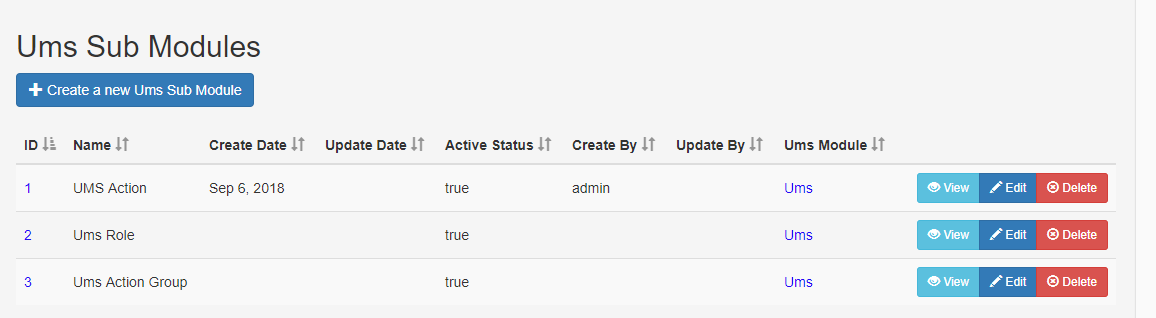 Ums Sub Modules
Create a new Ums Sub Module
ID Name Create Date Update Date Active Status Create By Update By Ums Module
1 UMS Action Sep 6, 2018 true admin Ums View Edit Delete
2 Ums Role true Ums View Edit Delete
3 Ums Action Group true Ums View Edit Delete